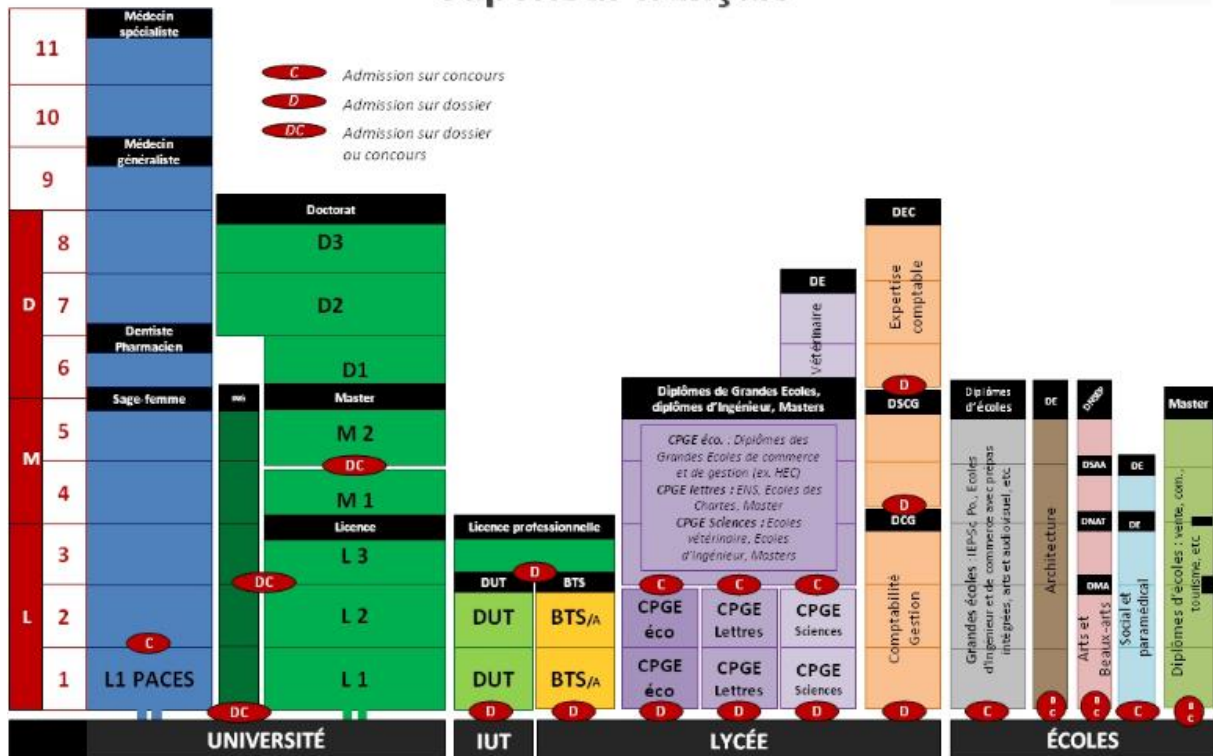 11
10
9
8
7
6
5
4
3
2
1
D
M
L
C Admission sur concours
D Admission sur dossier
DC Admission sur dossier
ou concours
Médecin
spécialiste
Médecin
généraliste
Dentiste
Pharmacien
Sage-femme
C
L1 PACES
DC
DC
Doctorat
D3
D2
D1
Master
M 2
DC
M 1
Licence
L 3
L 2
L 1
Licence professionnelle
D
DUT
BTS
DUT
BTS/A
DUT
BTS/A
D
D
Diplômes de Grandes Ecoles,
diplômes d'Ingénieur, Masters
CPGE éco. : Diplômes des
Grandes Ecoles de commerce
et de gestion (ex. HEC)
CPGE lettres : ENS, Ecoles des
Chartes, Master
CPGE Sciences : Ecoles
vétérinaire, Ecoles
d'Ingénieur, Masters
C
C
C
CPGE
éco
CPGE
Lettres
CPGE
Sciences
CPGE
éco
CPGE
Lettres
CPGE
Sciences
D
D
D
DE
Vétérinaire
DEC
Expertise
comptable
D
DSCG
D
DCG
Comptabilité
Gestion
D
Diplômes
d'écoles
Grandes écoles : IEP-Sc. Po., Ecoles
d'Ingénieur et de commerce avec prépas
intégrées, arts et audiovisuel, etc
C
DE
Architecture
C
DNSEP
DSAA
DNAT
DMA
Arts et
Beaux-arts
C
DE
DE
Social et
paramédical
C
Master
Diplômes d'écoles : vente, com.,
tourisme, etc
C
UNIVERSITÉ
IUT
LYCÉE
ÉCOLES